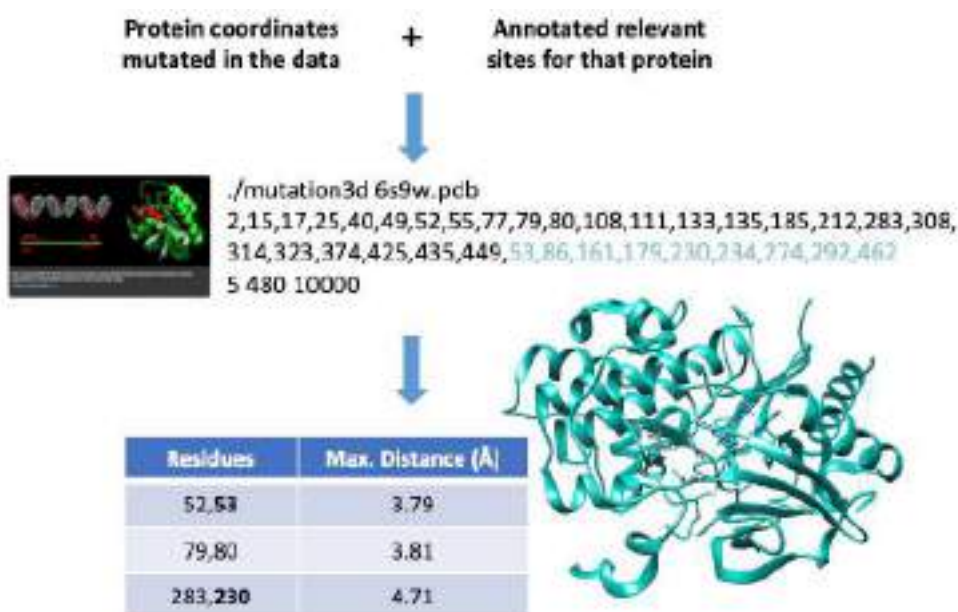 Protein coordinates
mutated in the data
+
Annotated relevant
sites for that protein
./mutation3d 6s9w.pdb
2,15,17,25,40,49,52,55,77,79,80,108,111,133,135,185,212,283,308,
314,323,374,425,435,449,53,86,161,179,230,234,274,292,462
5 480 10000
Residues Max. Distance (Å)
52,53 3.79
79,80 3.81
283,230 4.71